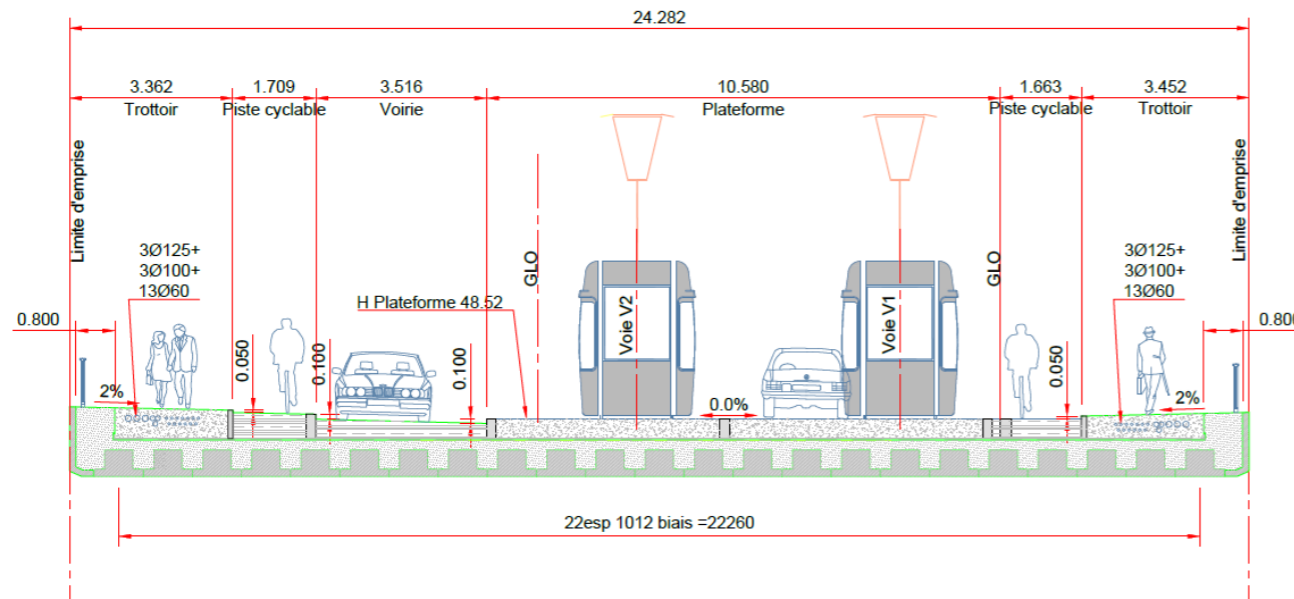 24.282
3.362
1.709
3.516
10.580
1.663
3.452
Trottoir
Piste cyclable
Voirie
Plateforme
Piste cyclable
Trottoir
Limite d'emprise
Limite d'emprise
3Ø125+
3Ø100+
13Ø60
GLO
GLO
3Ø125+
3Ø100+
13Ø60
H Plateforme 48.52
Voie V2
Voie V1
0.800
0.800
0.050
0.100
0.100
0.050
2%
0.0%
2%
22esp 1012 biais =22260